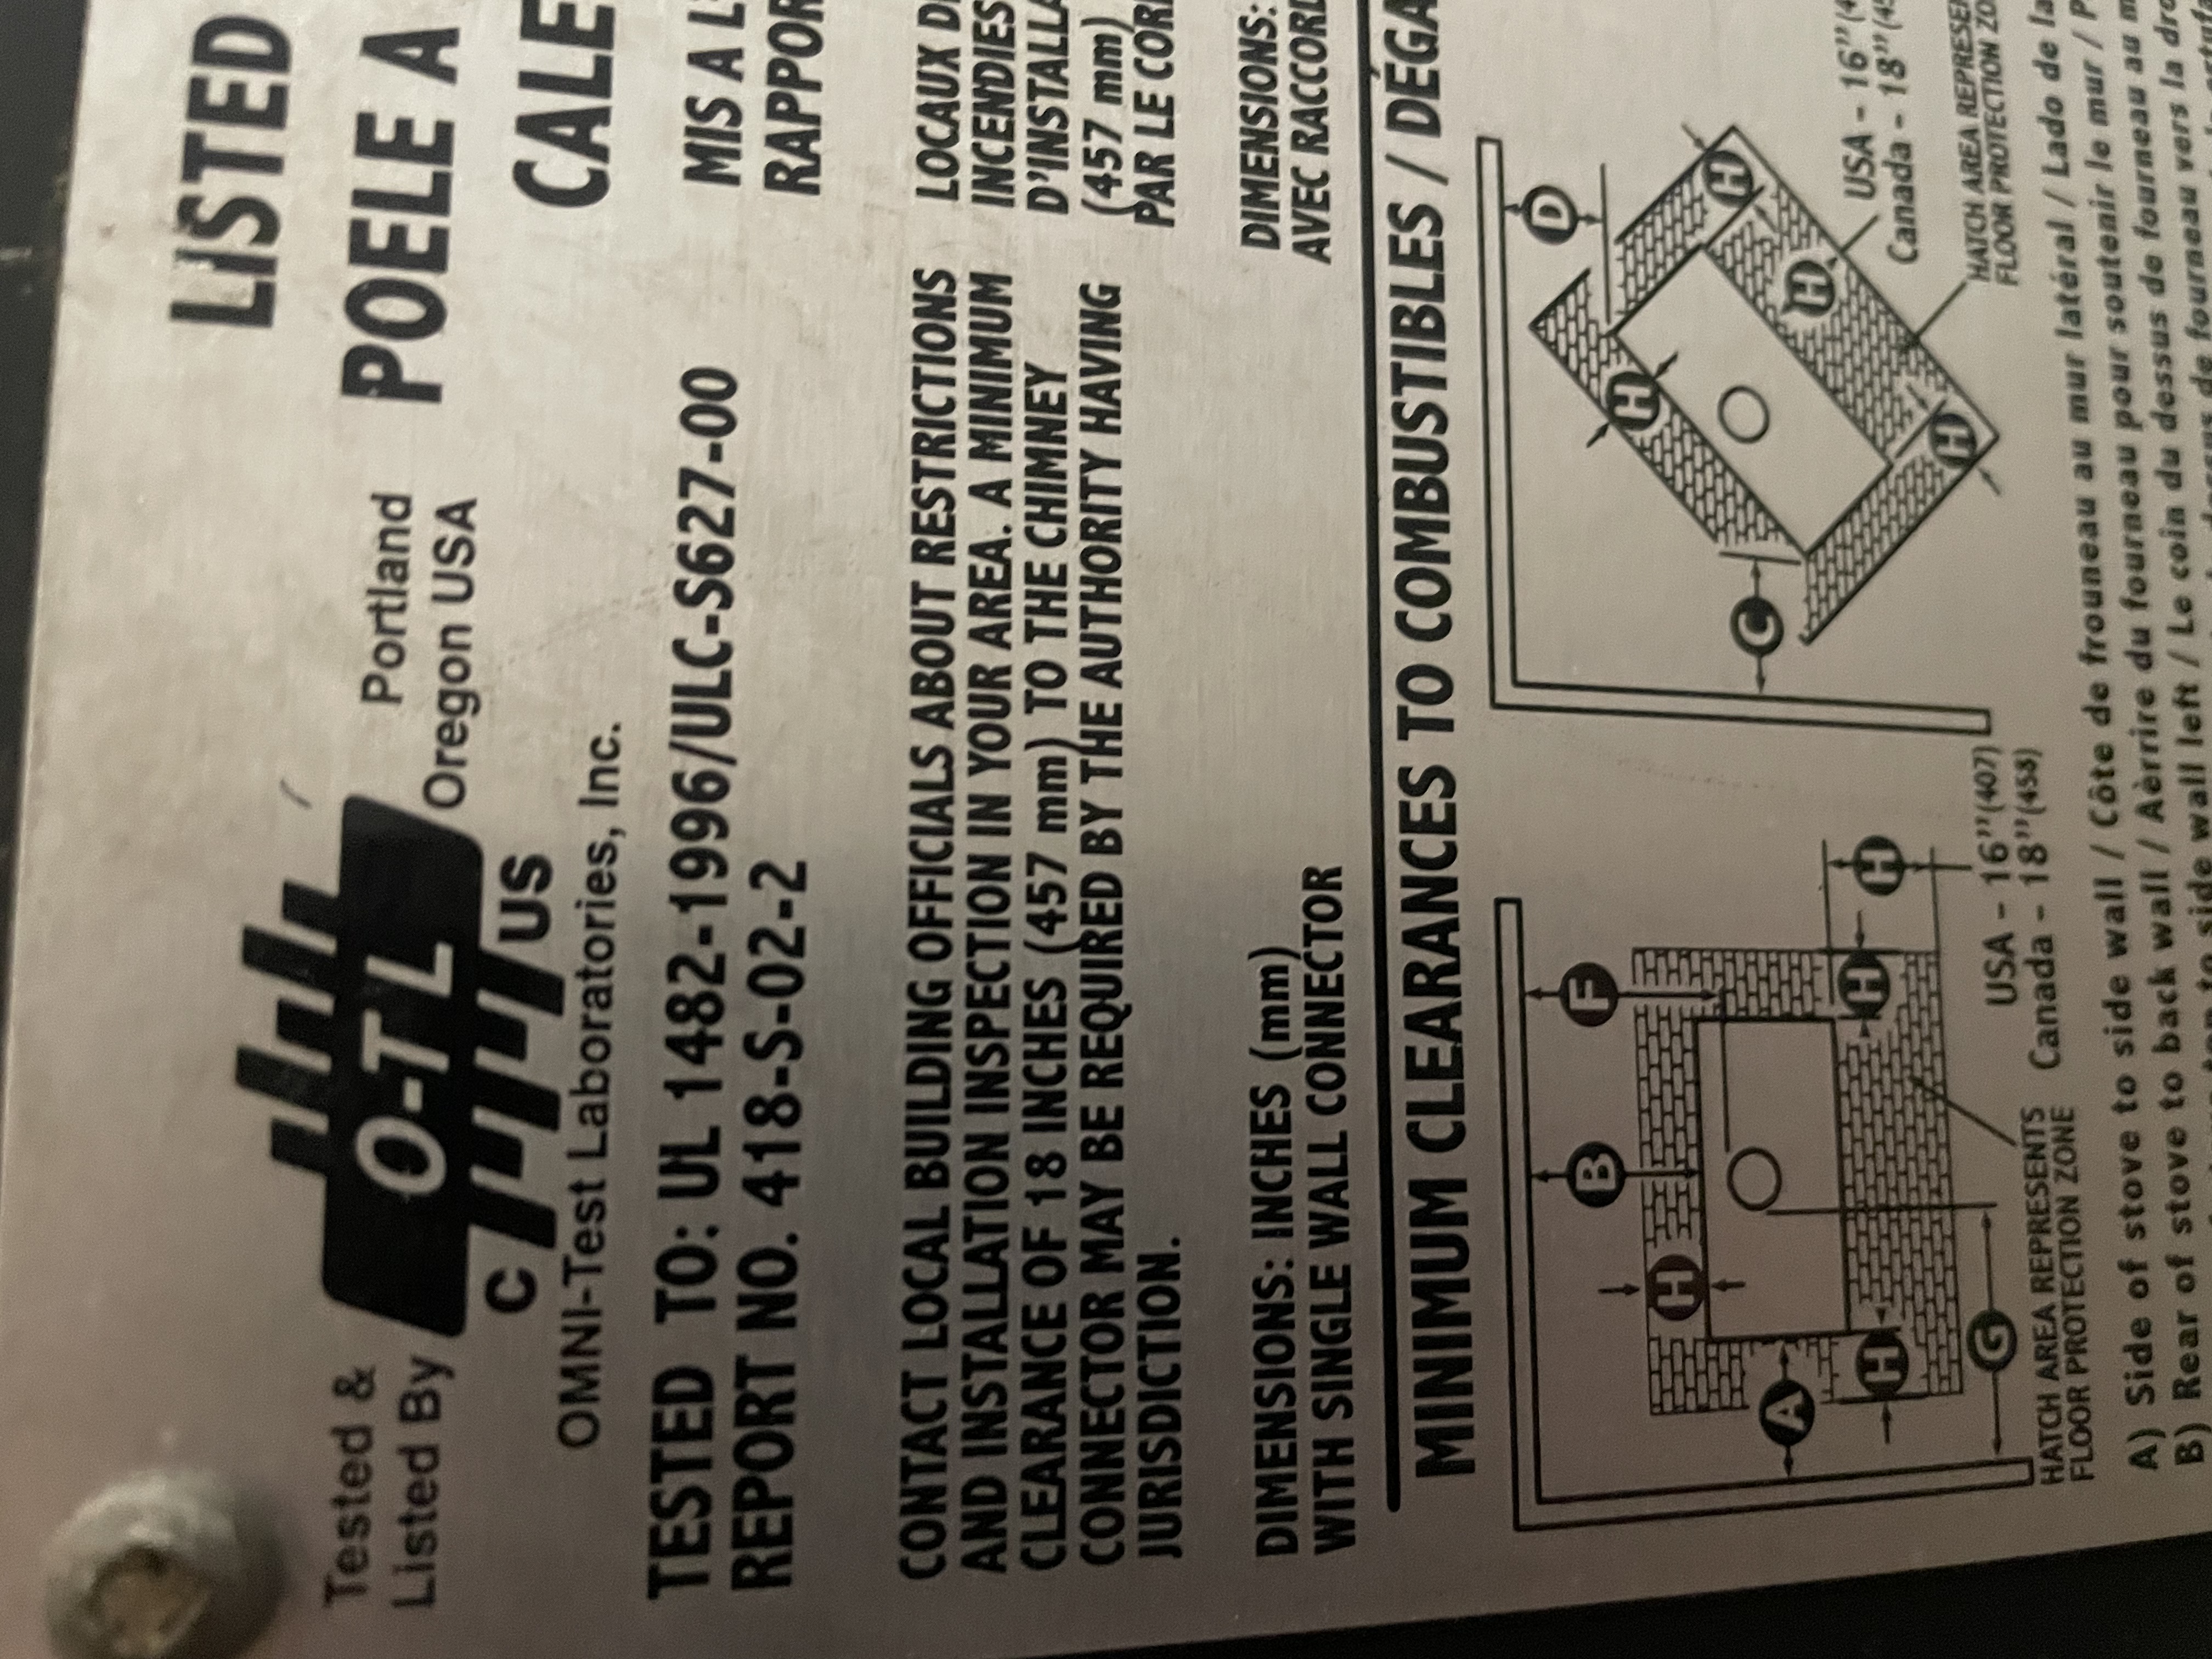 LISTED
Tested &
Listed By
O-TL
C US
Portland
Oregon USA
POELE A
OMNI-Test Laboratories, Inc.
CALE
TESTED TO: UL 1482-1996/ULC-S627-00
REPORT NO. 418-S-02-2
MIS A L'
RAPPOR
CONTACT LOCAL BUILDING OFFICIALS ABOUT RESTRICTIONS
AND INSTALLATION INSPECTION IN YOUR AREA. A MINIMUM
CLEARANCE OF 18 INCHES (457 mm) TO THE CHIMNEY
CONNECTOR MAY BE REQUIRED BY THE AUTHORITY HAVING
JURISDICTION.
LOCAUX D
INCENDIES
D'INSTALLA
(457 mm)
PAR LE COR
DIMENSIONS: INCHES (mm)
WITH SINGLE WALL CONNECTOR
DIMENSIONS:
AVEC RACCORD
MINIMUM CLEARANCES TO COMBUSTIBLES / DÉGA
B F
H
A
H H H
G
USA - 16"(407)
Canada - 18"(458)
HATCH AREA REPRESENTS
FLOOR PROTECTION ZONE
D
H
H
C
H
H
USA - 16"(4
Canada - 18"(45
HATCH AREA REPRESE
FLOOR PROTECTION ZO
A) Side of stove to side wall / Côte de frouneau au mur latéral / Lado de la
B) Rear of stove to back wall / Aèrrire du fourneau pour soutenir le mur / P
top to side wall left / Le coin du dessus de fourneau au m
dessus de fourneau vers la dro